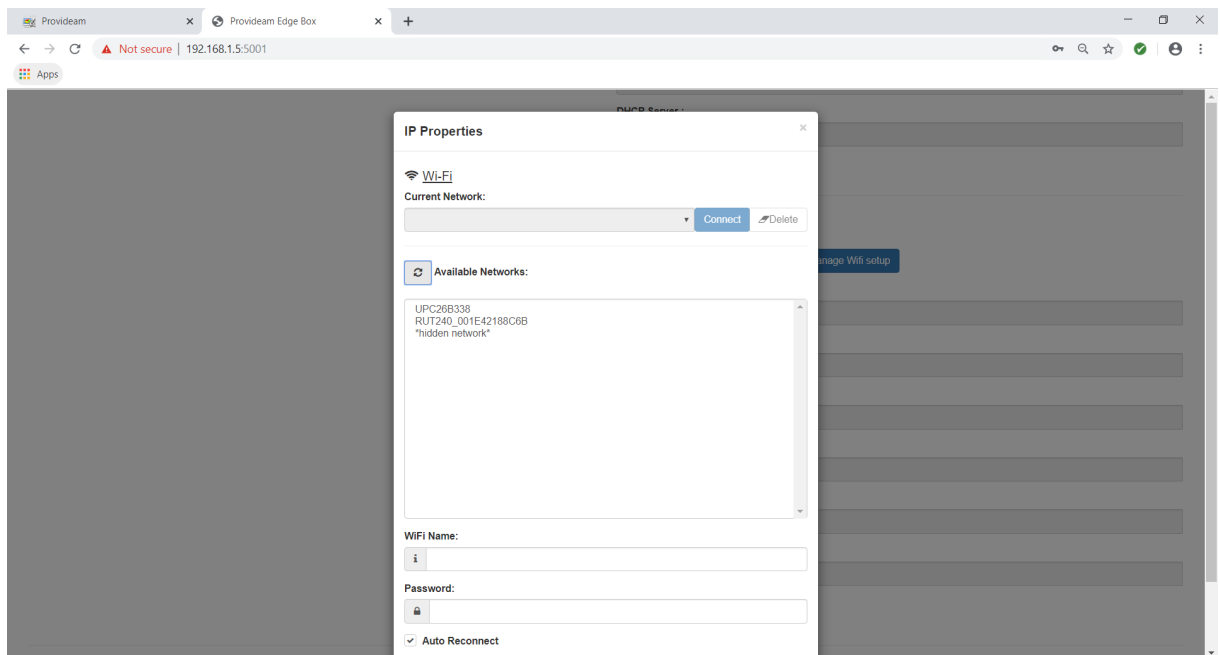 Provideam
Provideam Edge Box
Not secure | 192.168.1.5:5001
Apps
DHCP Server :
IP Properties
Wi-Fi
Current Network:
Connect
Delete
Available Networks:
UPC26B338
RUT240_001E42188C6B
*hidden network*
WiFi Name:
Password:
Auto Reconnect
Wifi setup